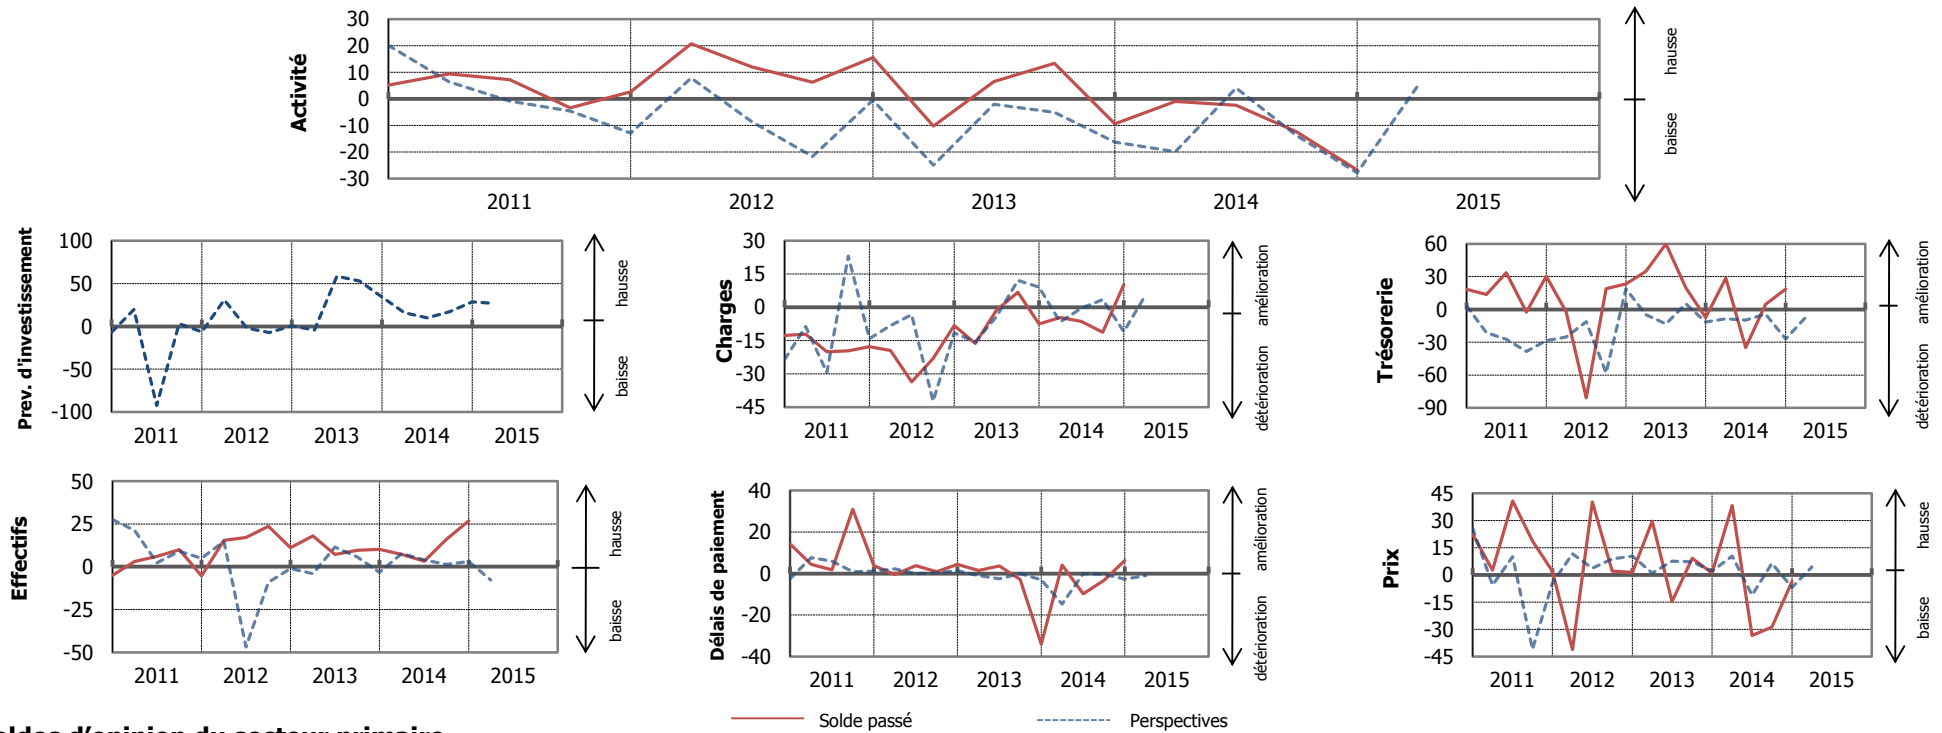 Activité
30
20
10
0
-10
-20
-30
2011 2012 2013 2014 2015
hausse
baisse
Prev. d'investissement
100
50
0
-50
-100
2011 2012 2013 2014 2015
hausse
baisse
Charges
30
15
0
-15
-30
-45
2011 2012 2013 2014 2015
amélioration
détérioration
Trésorerie
60
30
0
-30
-60
-90
2011 2012 2013 2014 2015
amélioration
détérioration
Effectifs
50
25
0
-25
-50
2011 2012 2013 2014 2015
hausse
baisse
Délais de paiement
40
20
0
-20
-40
2011 2012 2013 2014 2015
amélioration
détérioration
Prix
45
30
15
0
-15
-30
-45
2011 2012 2013 2014 2015
hausse
baisse
Solde passé Perspectives